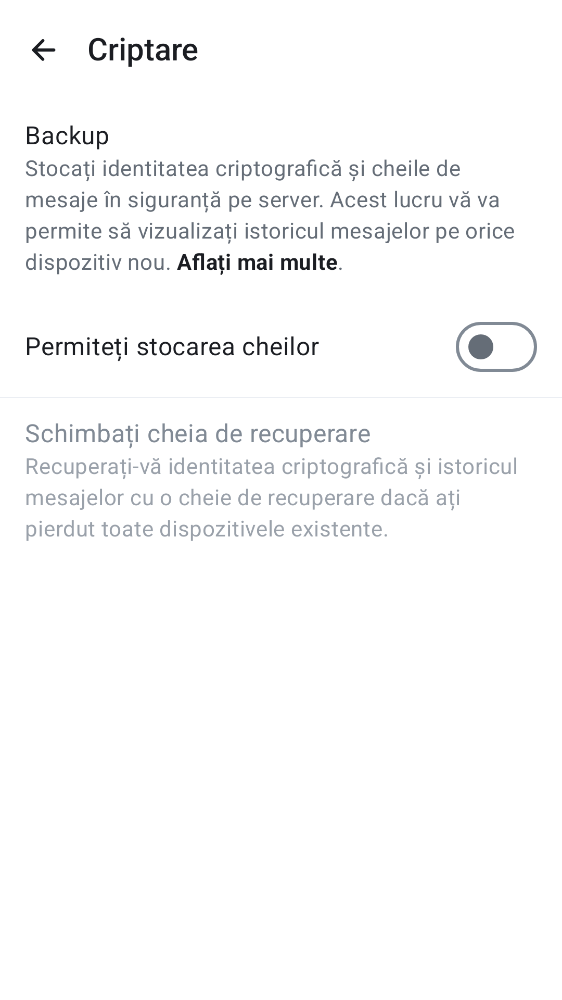 Criptare
Backup
Stocați identitatea criptografică și cheile de
mesaje în siguranță pe server. Acest lucru vă va
permite să vizualizați istoricul mesajelor pe orice
dispozitiv nou. Aflați mai multe.
Permiteți stocarea cheilor
Schimbați cheia de recuperare
Recuperați-vă identitatea criptografică și istoricul
mesajelor cu o cheie de recuperare dacă ați
pierdut toate dispozitivele existente.